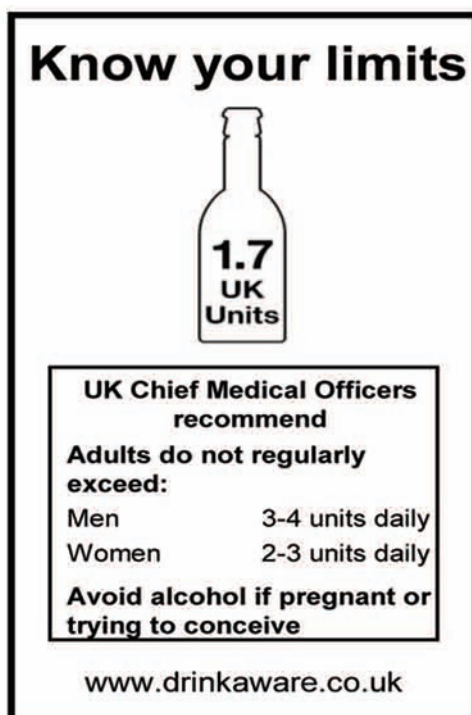 Know your limits
1.7
UK
Units
UK Chief Medical Officers
recommend
Adults do not regularly
exceed:
Men 3-4 units daily
Women 2-3 units daily
Avoid alcohol if pregnant or
trying to conceive
www.drinkaware.co.uk